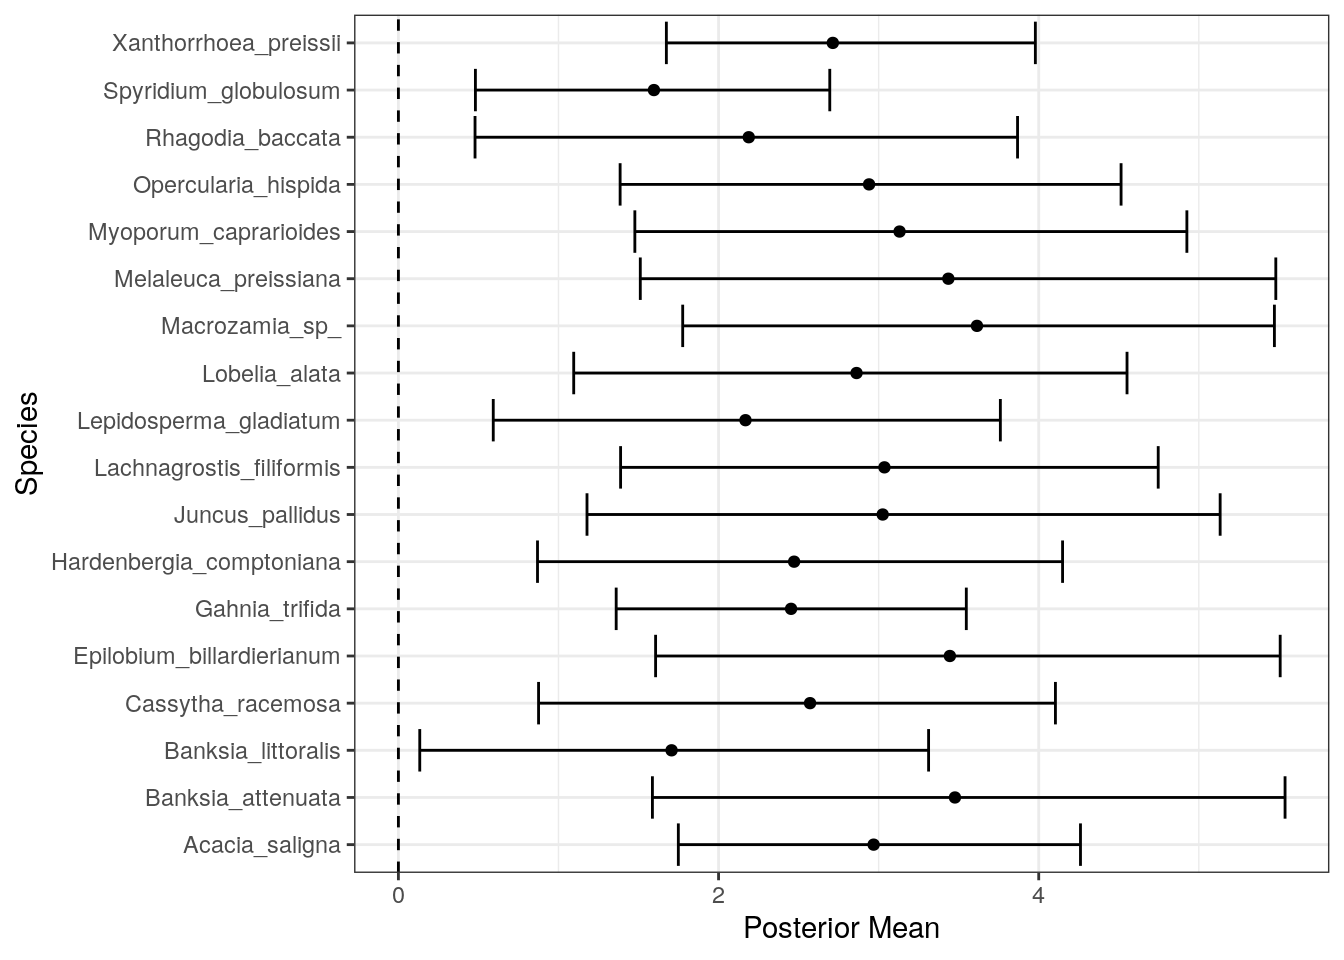 Xanthorrhoea_preissii
Spyridium_globulosum
Rhagodia_baccata
Opercularia_hispida
Myoporum_caprarioides
Melaleuca_preissiana
Macrozamia_sp_
Lobelia_alata
Lepidosperma_gladiatum
Lachnagrostis_filiformis
Juncus_pallidus
Hardenbergia_comptoniana
Gahnia_trifida
Epilobium_billardierianum
Cassytha_racemosa
Banksia_littoralis
Banksia_attenuata
Acacia_saligna
Species
0 2 4
Posterior Mean